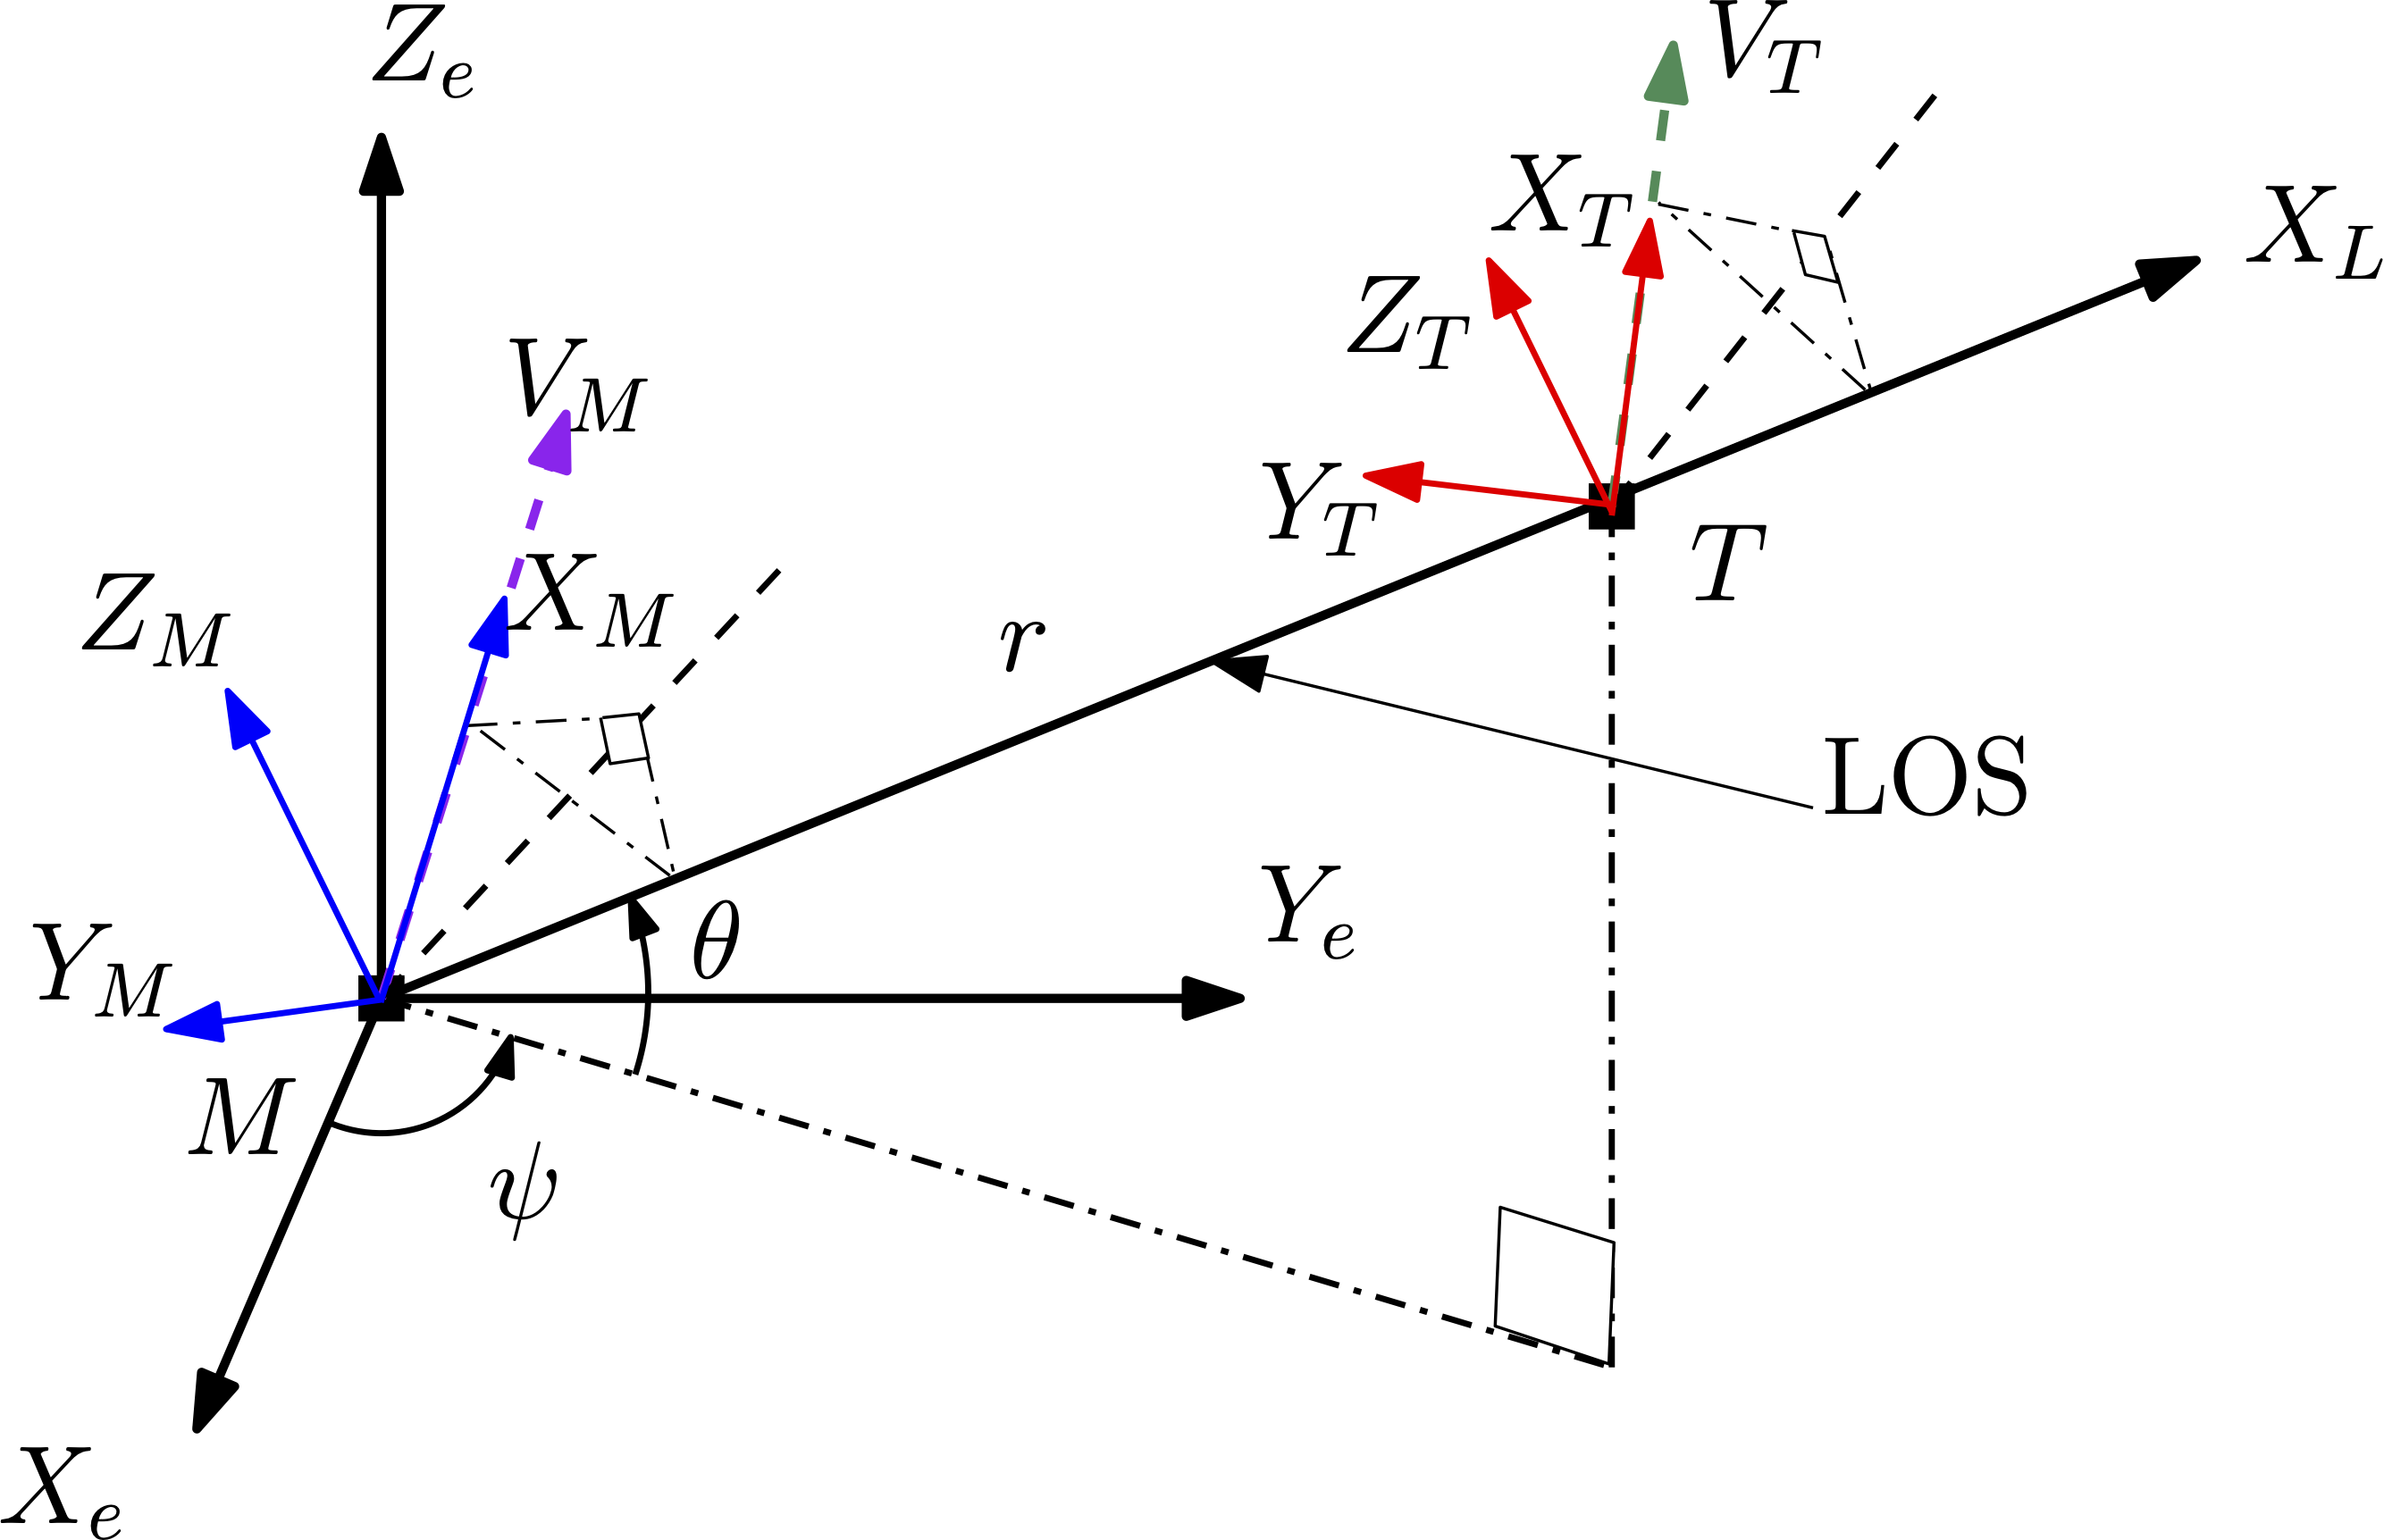 Z_e
V_T
X_T
X_L
Z_T
V_M
Y_T
T
X_M
Z_M
r
LOS
Y_e
θ
Y_M
M
ψ
X_e